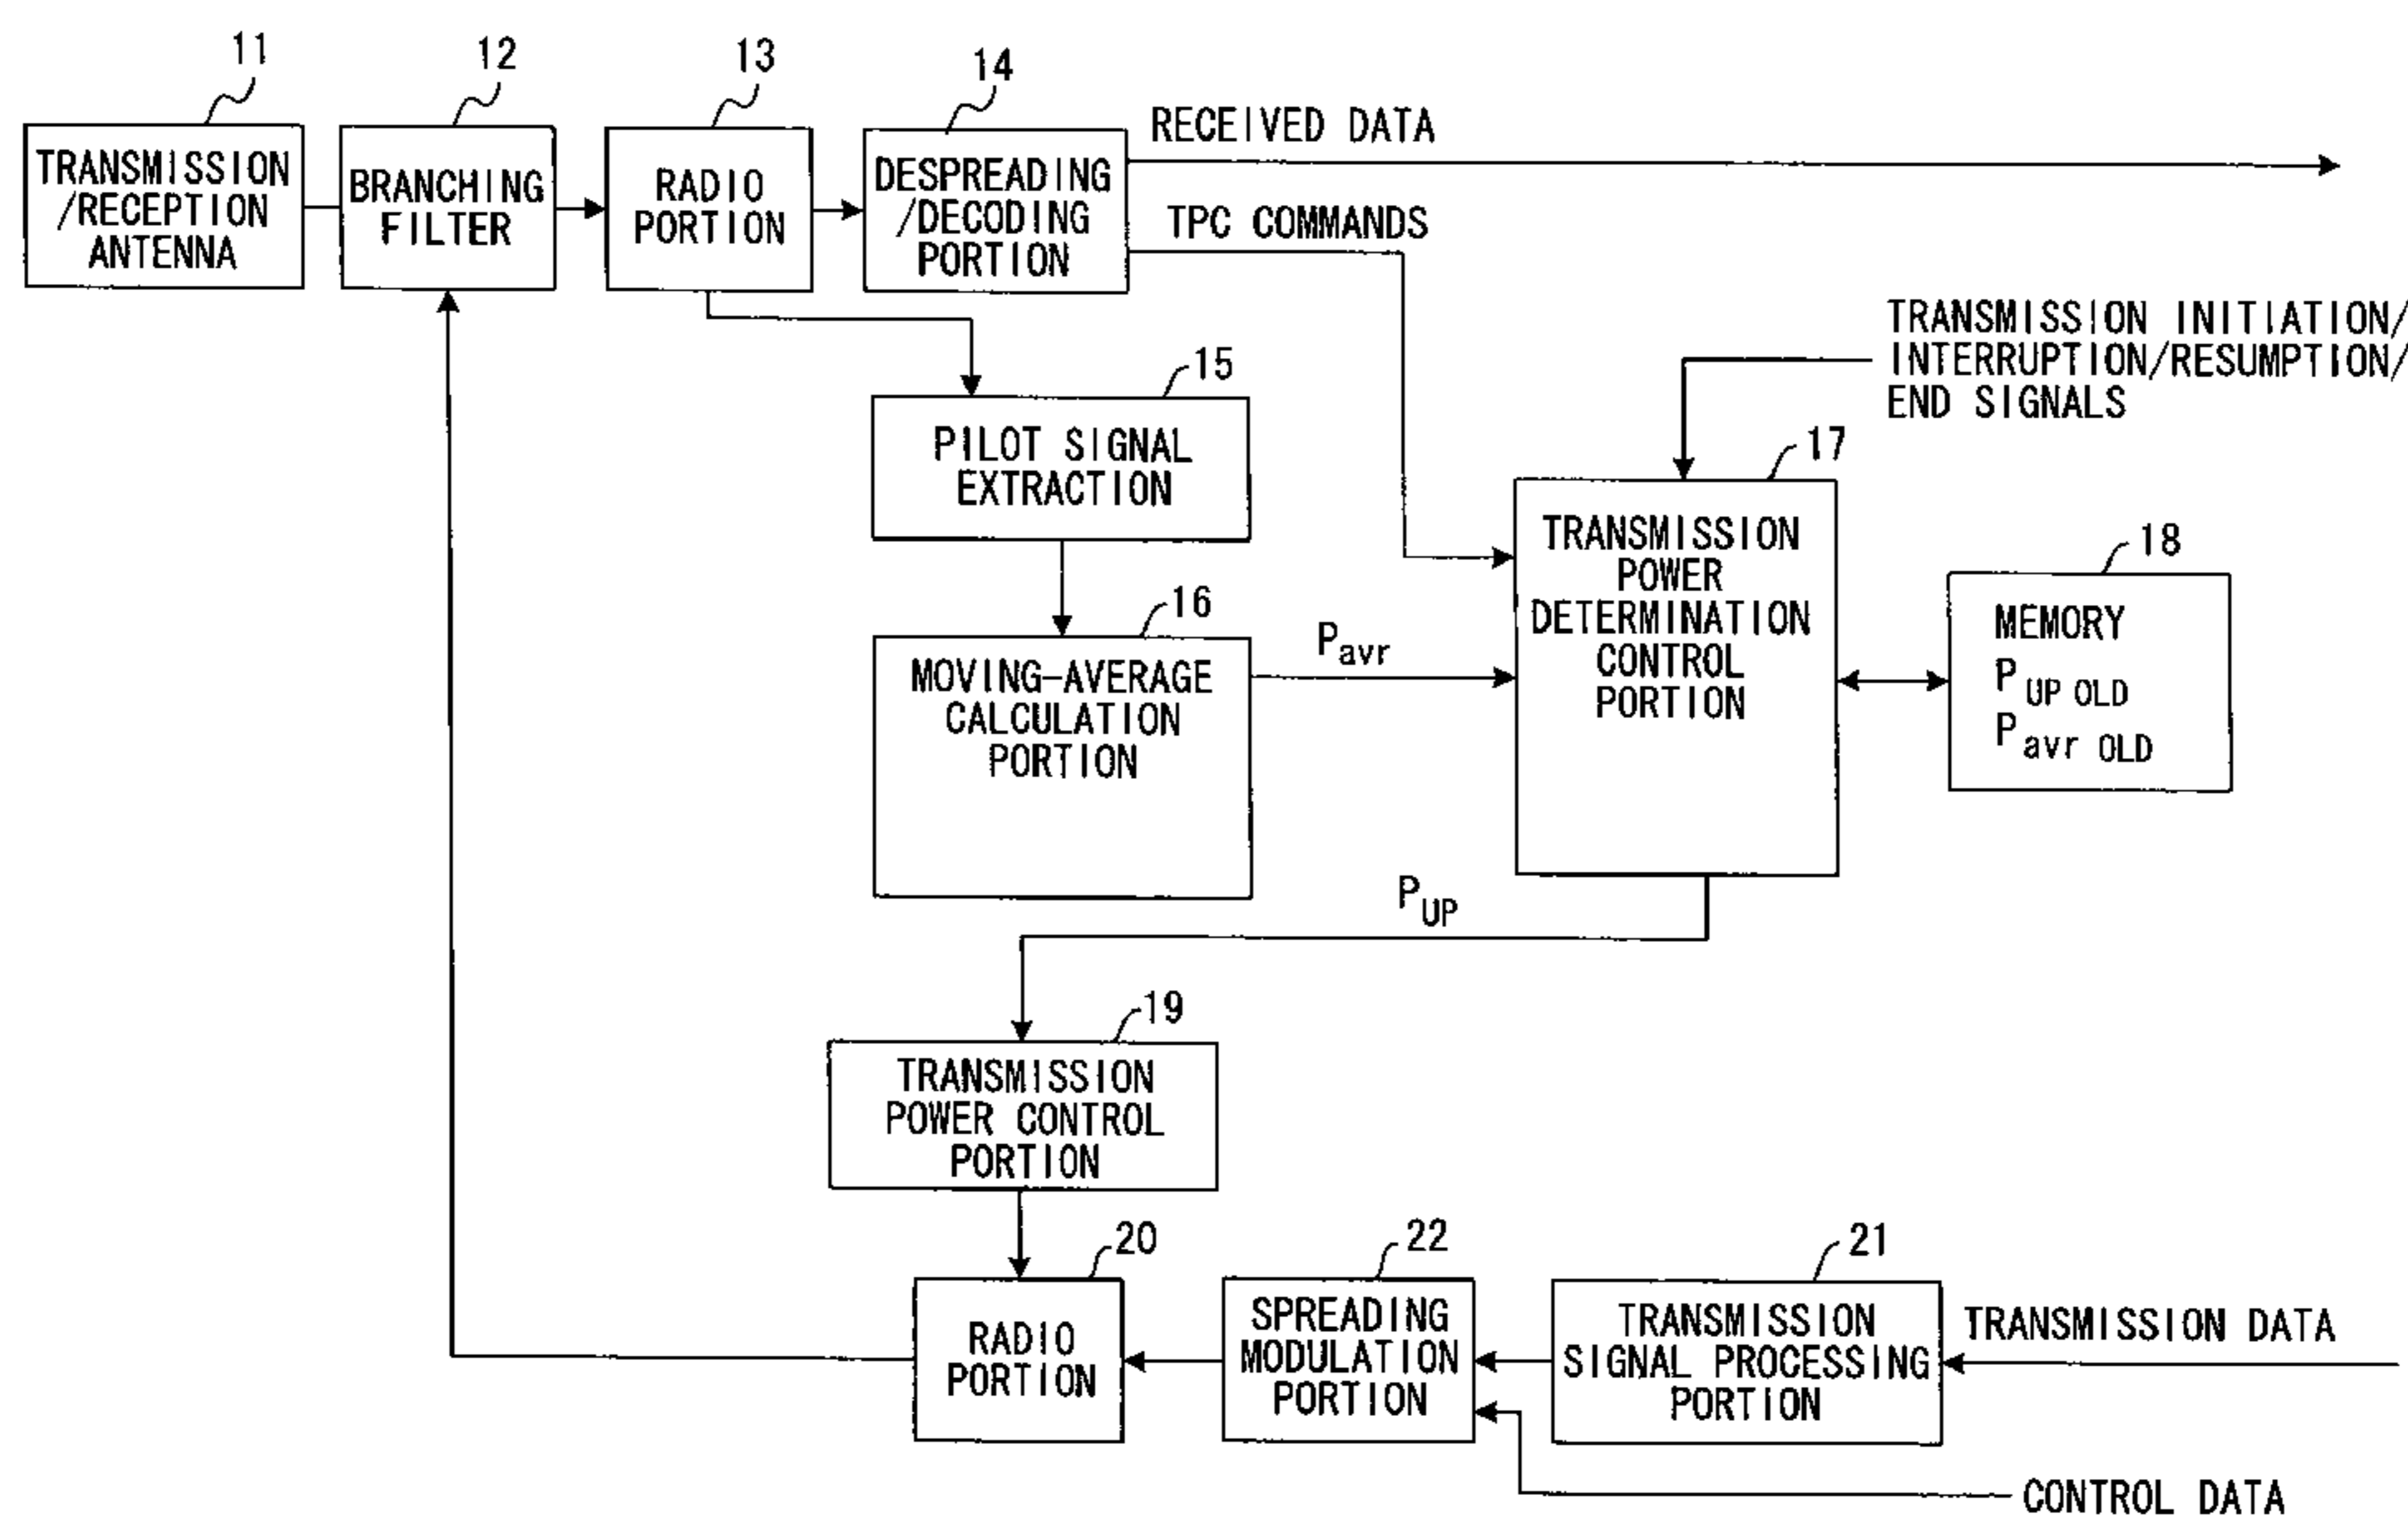 11
12
13
14
TRANSMISSION
/RECEPTION
ANTENNA
BRANCHING
FILTER
RADIO
PORTION
DESPREADING
/DECODING
PORTION
RECEIVED DATA
TPC COMMANDS
TRANSMISSION INITIATION/
INTERRUPTION/RESUMPTION/
END SIGNALS
15
PILOT SIGNAL
EXTRACTION
16
MOVING-AVERAGE
CALCULATION
PORTION
Pavr
17
TRANSMISSION
POWER
DETERMINATION
CONTROL
PORTION
18
MEMORY
PUP OLD
Pavr OLD
PUP
19
TRANSMISSION
POWER CONTROL
PORTION
20
RADIO
PORTION
22
SPREADING
MODULATION
PORTION
21
TRANSMISSION
SIGNAL PROCESSING
PORTION
TRANSMISSION DATA
CONTROL DATA